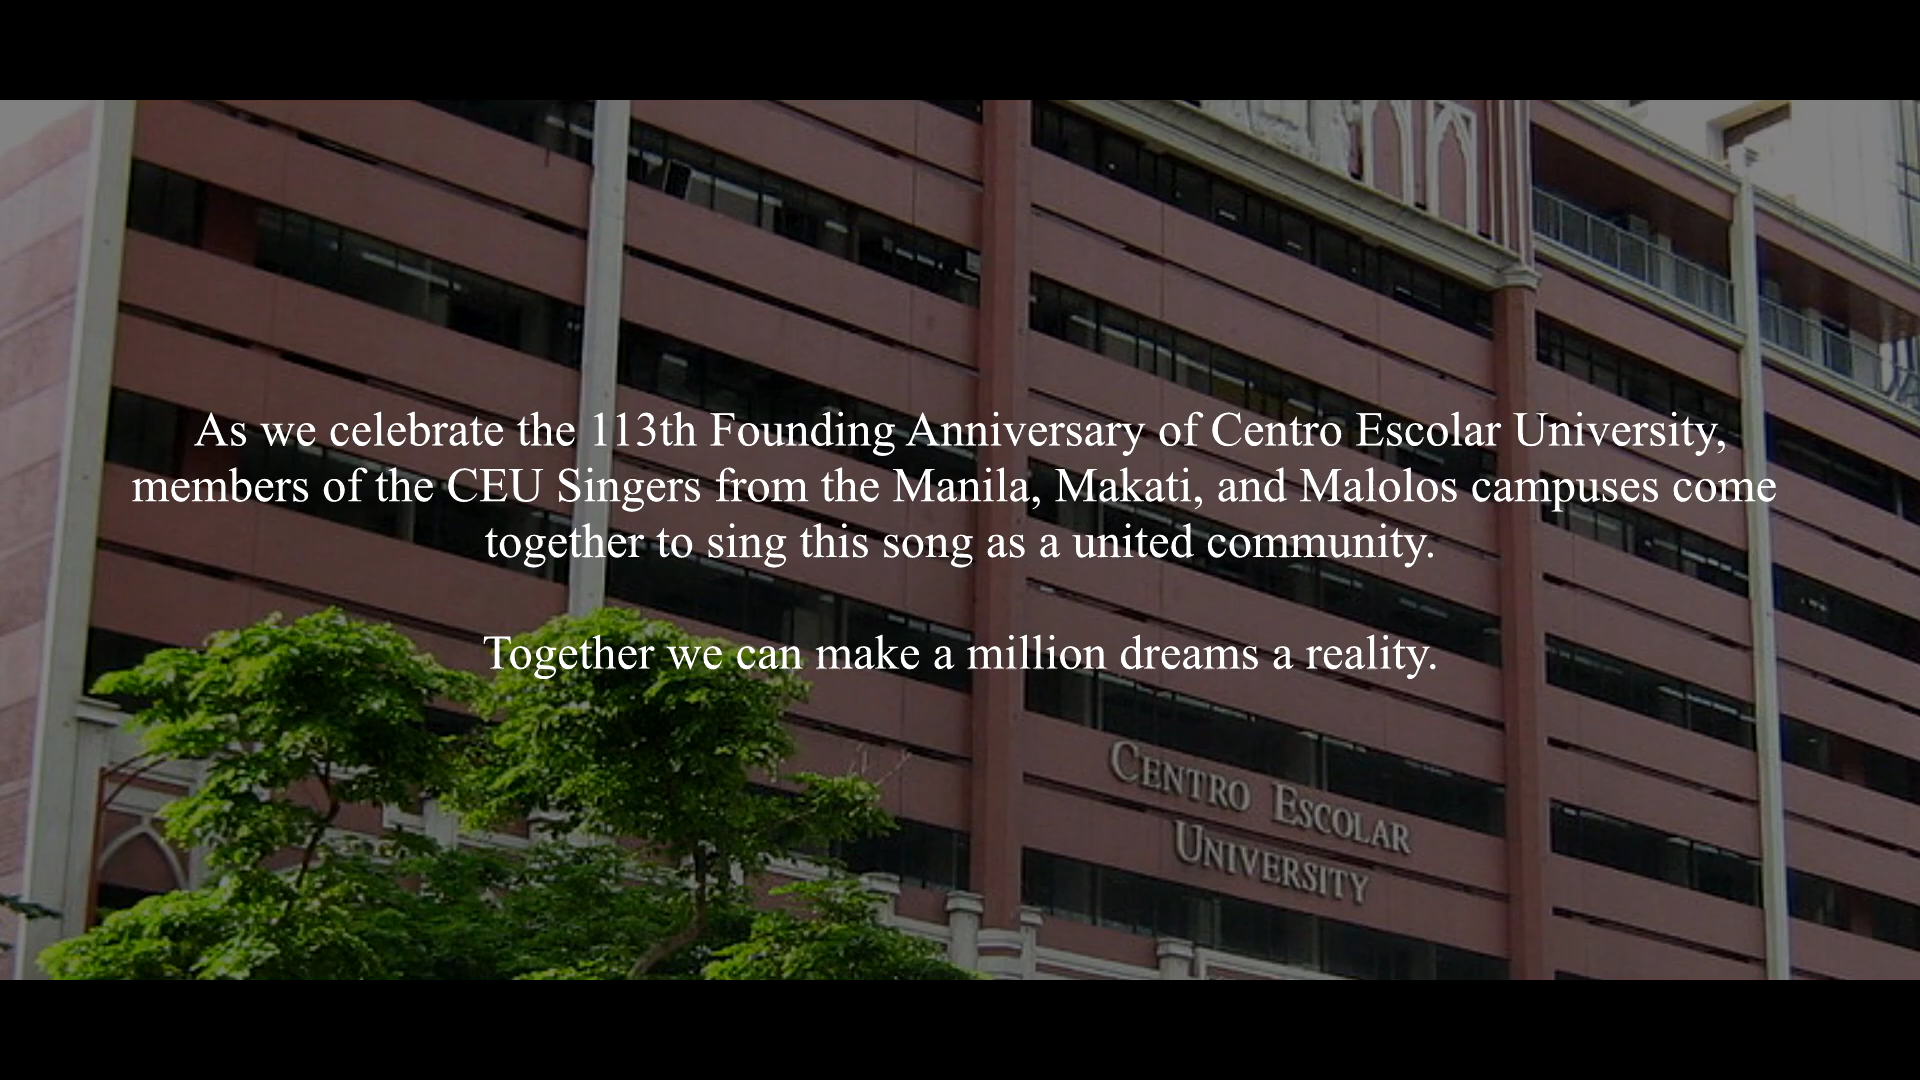 As we celebrate the 113th Founding Anniversary of Centro Escolar University,
members of the CEU Singers from the Manila, Makati, and Malolos campuses come
together to sing this song as a united community.
Together we can make a million dreams a reality.
CENTRO ESCOLAR
UNIVERSITY